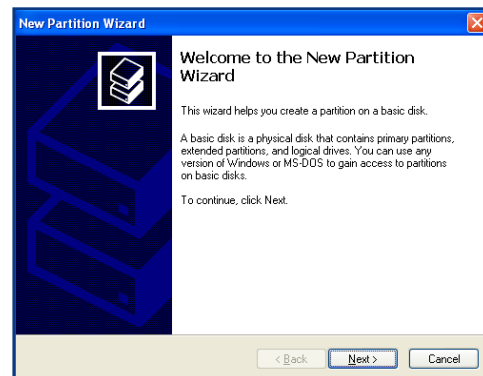 New Partition Wizard
Welcome to the New Partition
Wizard
This wizard helps you create a partition on a basic disk.
A basic disk is a physical disk that contains primary partitions,
extended partitions, and logical drives. You can use any
version of Windows or MS-DOS to gain access to partitions
on basic disks.
To continue, click Next.
< Back
Next >
Cancel